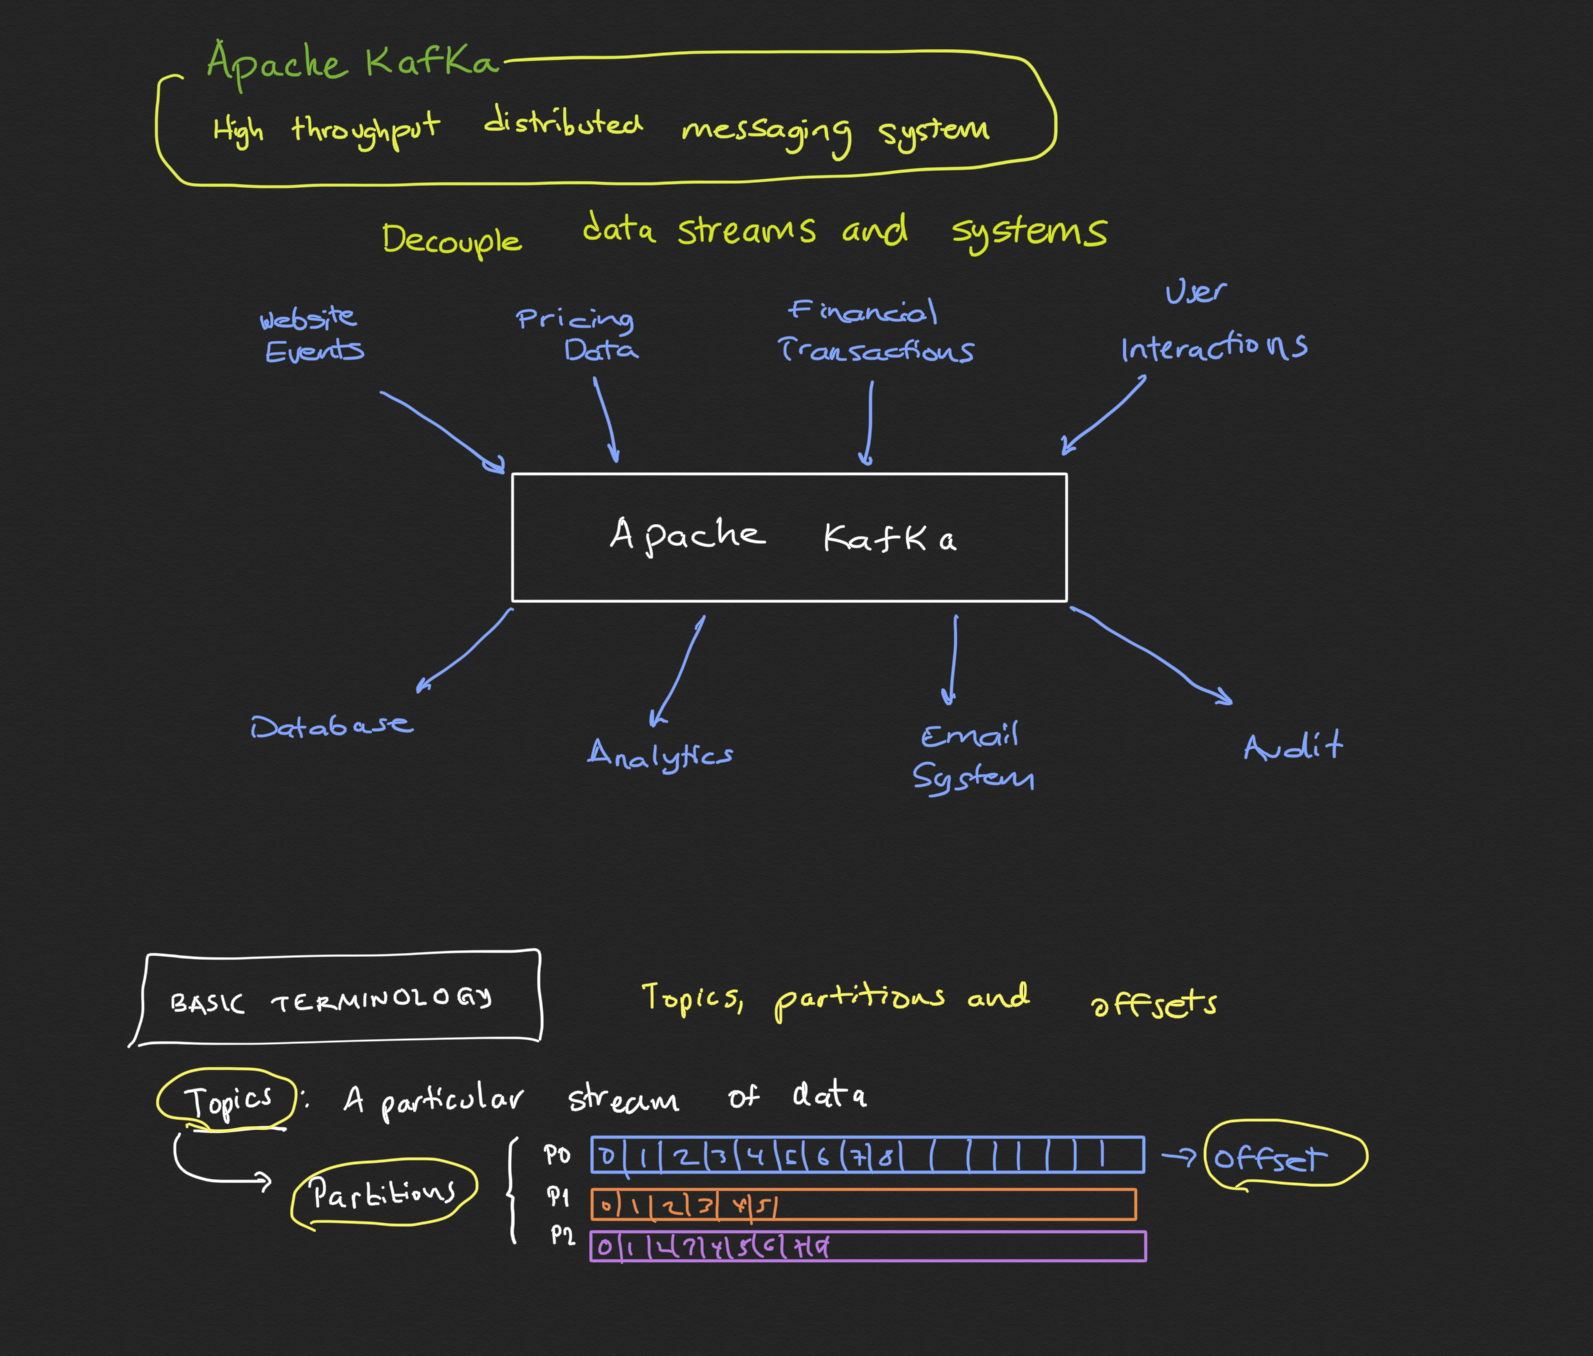 Apache KafKa
High throughput distributed messaging system
Decouple data streams and systems
Website
Events
Pricing
Data
Financial
Transactions
User
Interactions
Apache KafKa
Database
Analytics
Email
System
Audit
BASIC TERMINOLOGY
Topics, partitions and offsets
Topics: A particular stream of data
Partitions
P0 0 1 2 3 4 5 6 7 8
offset
P1 0 1 2 3 4 5
P2 0 1 2 3 4 5 6 7